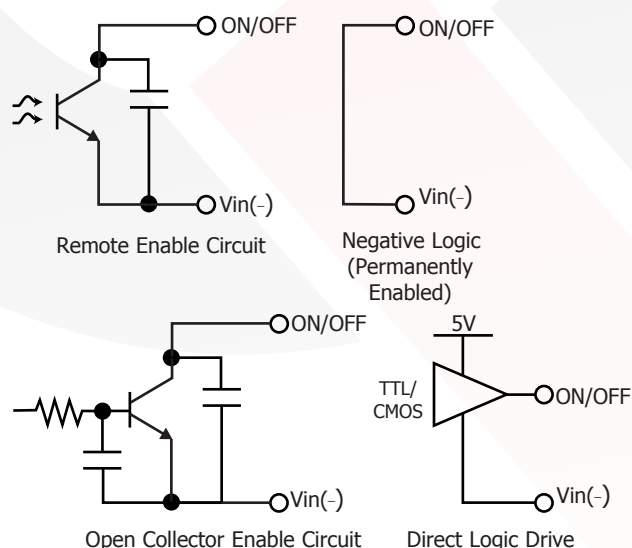 ON/OFF
Vin(–)
Remote Enable Circuit
ON/OFF
Vin(–)
Negative Logic
(Permanently
Enabled)
ON/OFF
Vin(–)
Open Collector Enable Circuit
5V
TTL/
CMOS
ON/OFF
Vin(–)
Direct Logic Drive